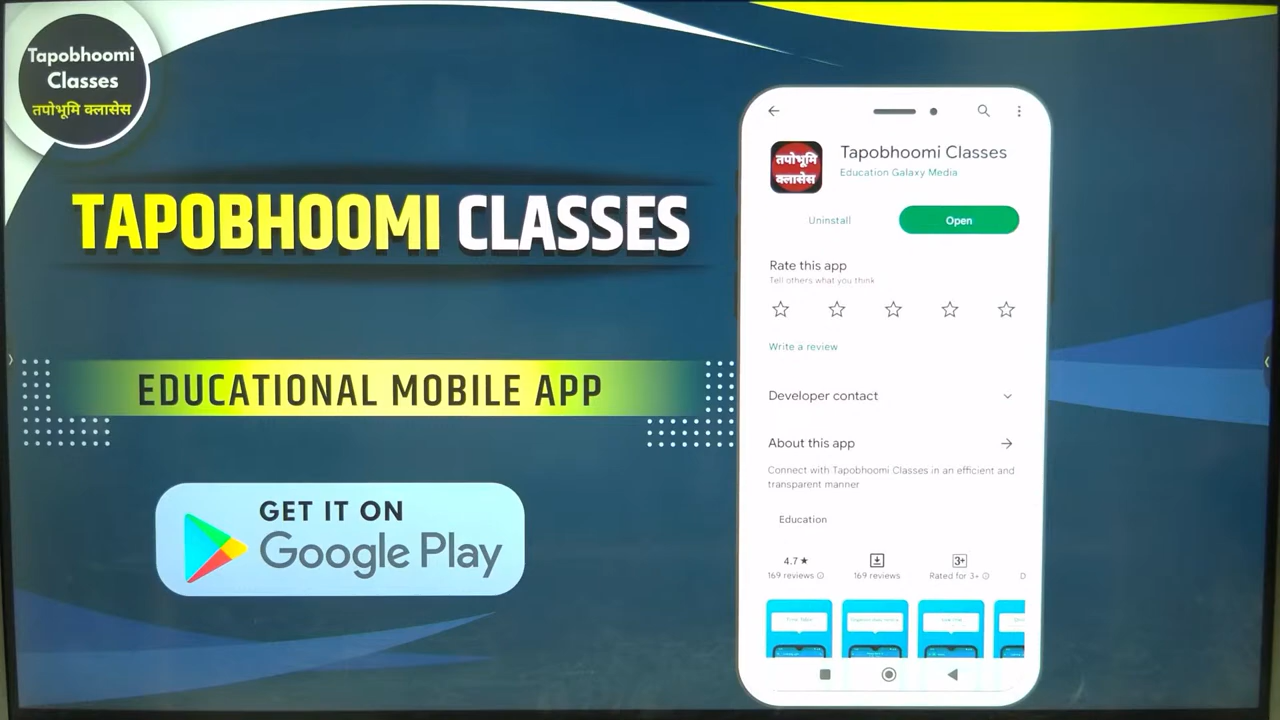 Tapobhoomi
Classes
तपोभूमि क्लासेस
TAPOBHOOMI CLASSES
EDUCATIONAL MOBILE APP
GET IT ON
Google Play
तपोभूमि
क्लासेस
Tapobhoomi Classes
Education Galaxy Media
Uninstall
Open
Rate this app
Tell others what you think
Write a review
Developer contact
About this app
Connect with Tapobhoomi Classes in an efficient and
transparent manner
Education
4.7★
169 reviews
169 reviews
3+
Rated for 3+
D